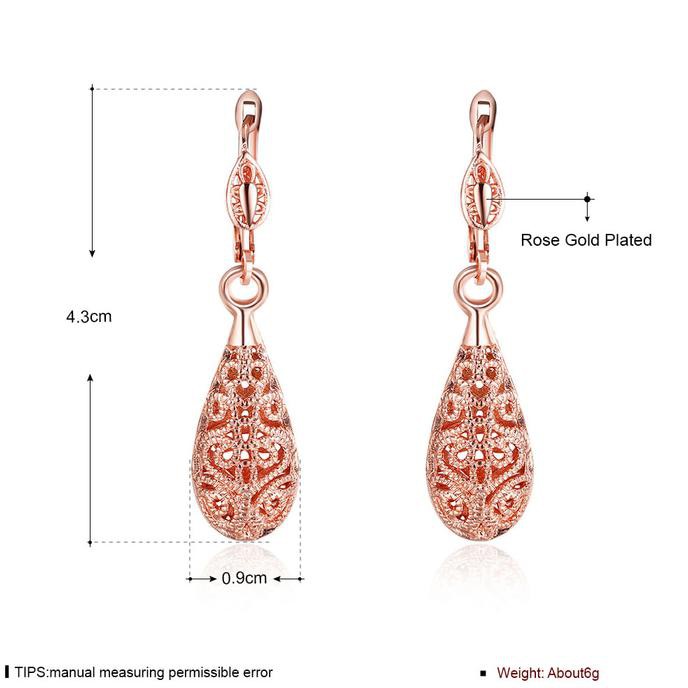 Rose Gold Plated
4.3cm
0.9cm
TIPS:manual measuring permissible error
Weight: About6g